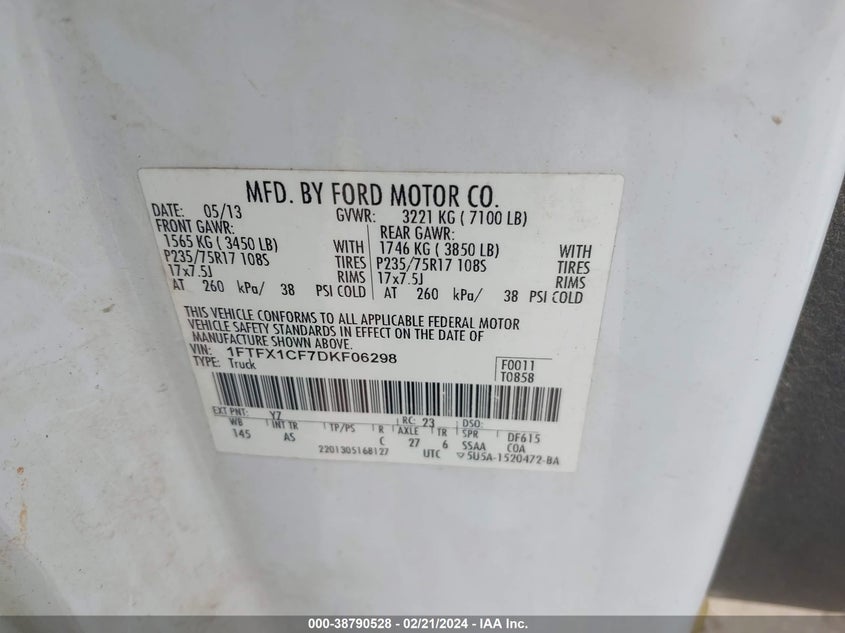 MFD. BY FORD MOTOR CO.
DATE: 05/13 GVWR: 3221 KG ( 7100 LB)
FRONT GAWR: REAR GAWR:
1565 KG ( 3450 LB) WITH 1746 KG ( 3850 LB) WITH
P235/75R17 108S TIRES P235/75R17 108S TIRES
17x7.5J RIMS 17x7.5J RIMS
AT 260 kPa/ 38 PSI COLD AT 260 kPa/ 38 PSI COLD
THIS VEHICLE CONFORMS TO ALL APPLICABLE FEDERAL MOTOR
VEHICLE SAFETY STANDARDS IN EFFECT ON THE DATE OF
MANUFACTURE SHOWN ABOVE.
VIN: 1FTFX1CF7DKF06298 F0011
TYPE: Truck T0858
EXT PNT: YZ RC: 23 DSO:
WB INT TR TP/PS R AXLE TR SPR DF615
145 AS C 27 6 SSAA COA
2201305168127 UTC 5U5A-1520472-BA
000-38790528 - 02/21/2024 - IAA Inc.